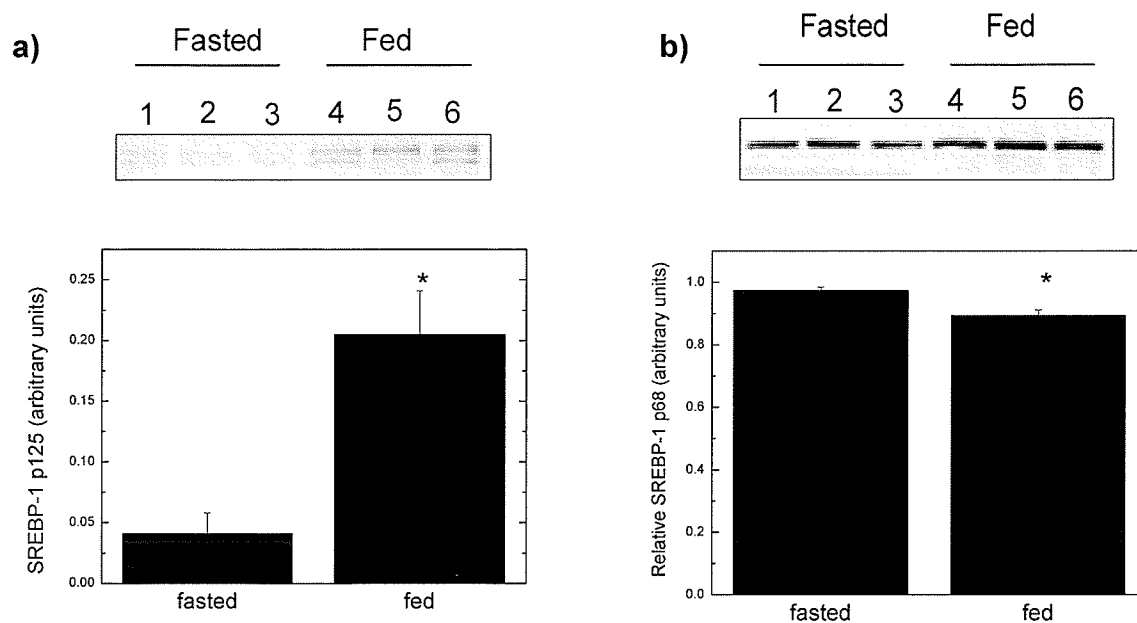 a)
Fasted Fed
1 2 3 4 5 6
SREBP-1 p125 (arbitrary units)
0.25
*
0.20
0.15
0.10
0.05
0.00
fasted fed
b)
Fasted Fed
1 2 3 4 5 6
Relative SREBP-1 p68 (arbitrary units)
1.0
*
0.8
0.6
0.4
0.2
0.0
fasted fed